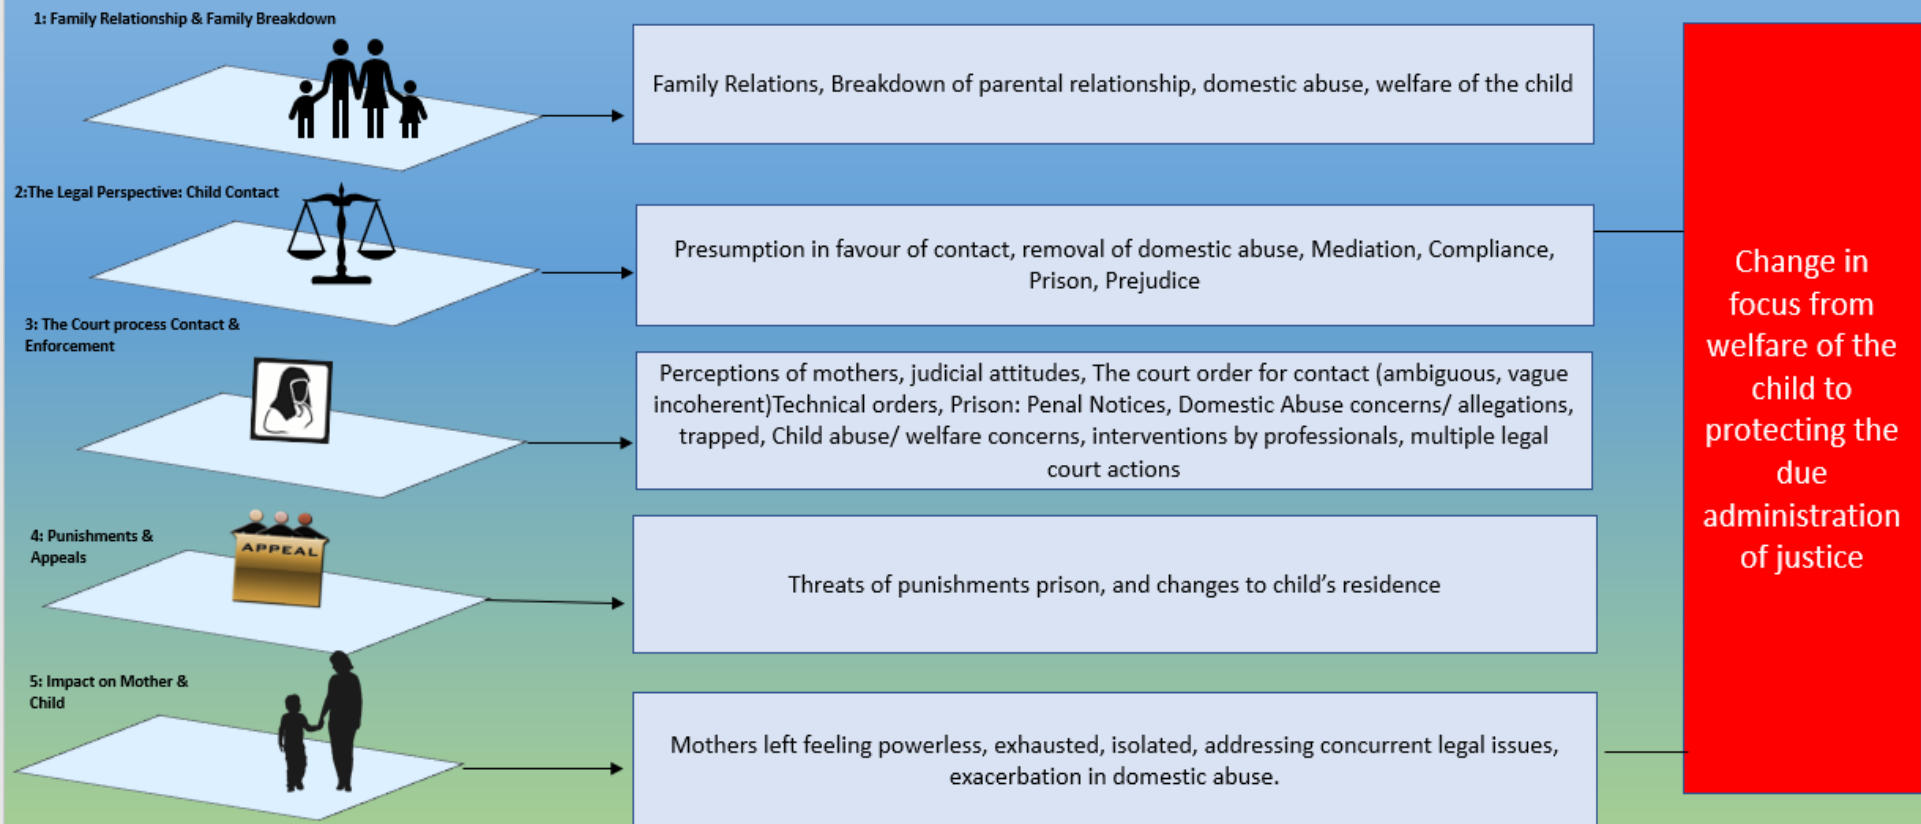 1: Family Relationship & Family Breakdown
Family Relations, Breakdown of parental relationship, domestic abuse, welfare of the child
2:The Legal Perspective: Child Contact
Presumption in favour of contact, removal of domestic abuse, Mediation, Compliance,
Prison, Prejudice
3: The Court process Contact &
Enforcement
Perceptions of mothers, judicial attitudes, The court order for contact (ambiguous, vague
incoherent)Technical orders, Prison: Penal Notices, Domestic Abuse concerns/ allegations,
trapped, Child abuse/ welfare concerns, interventions by professionals, multiple legal
court actions
4: Punishments &
Appeals
APPEAL
Threats of punishments prison, and changes to child’s residence
5: Impact on Mother &
Child
Mothers left feeling powerless, exhausted, isolated, addressing concurrent legal issues,
exacerbation in domestic abuse.
Change in
focus from
welfare of the
child to
protecting the
due
administration
of justice